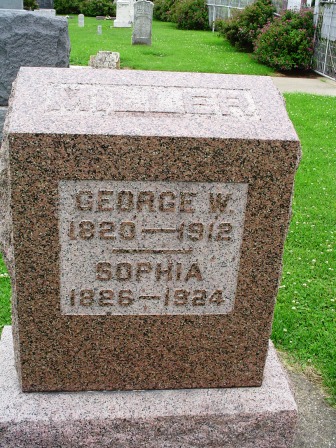 MILLER
GEORGE W.
1820—1912
SOPHIA
1826—1924